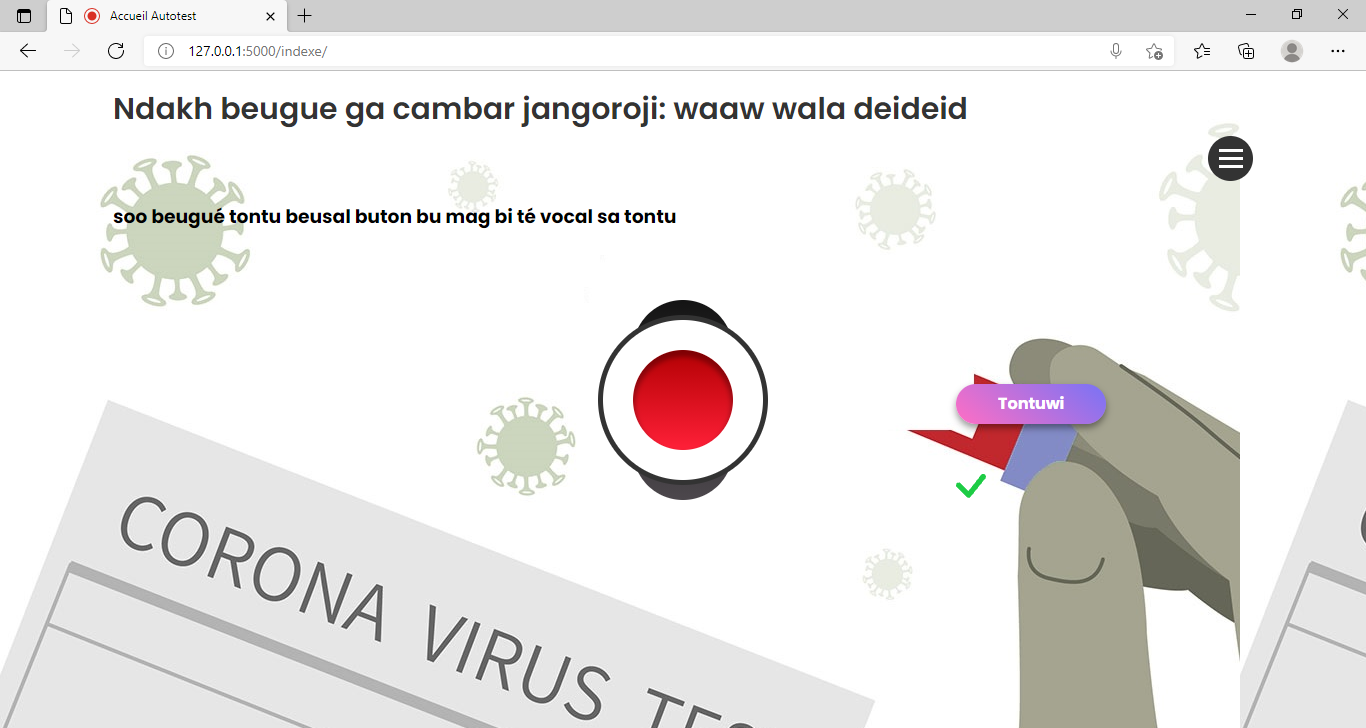 Accueil Autotest
127.0.0.1:5000/indexe/
Ndakh beugue ga cambar jangoroji: waaw wala deideid
soo beugué tontu beusal buton bu mag bi té vocal sa tontu
Tontuwi
CORONA VIRUS